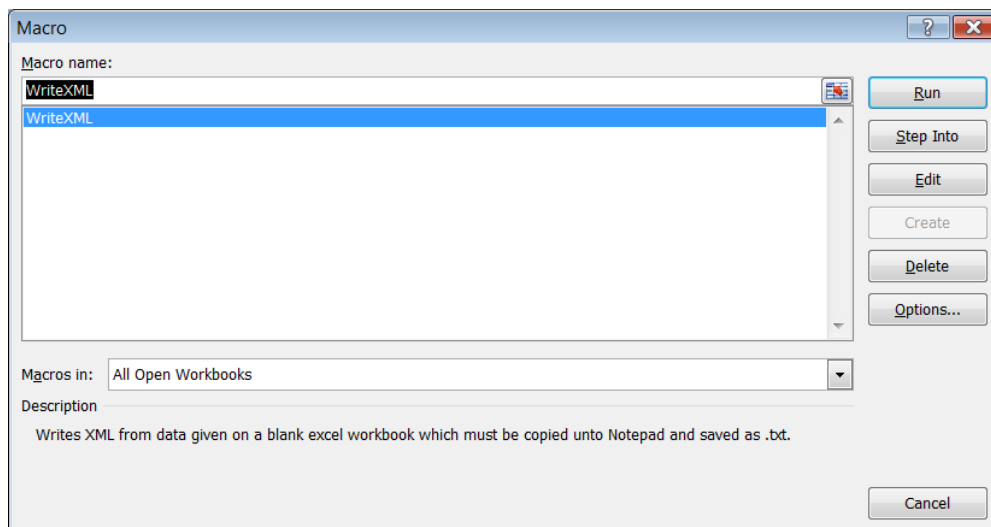 Macro
Macro name:
WriteXML
WriteXML
Run
Step Into
Edit
Create
Delete
Options...
Macros in: All Open Workbooks
Description
Writes XML from data given on a blank excel workbook which must be copied unto Notepad and saved as .txt.
Cancel